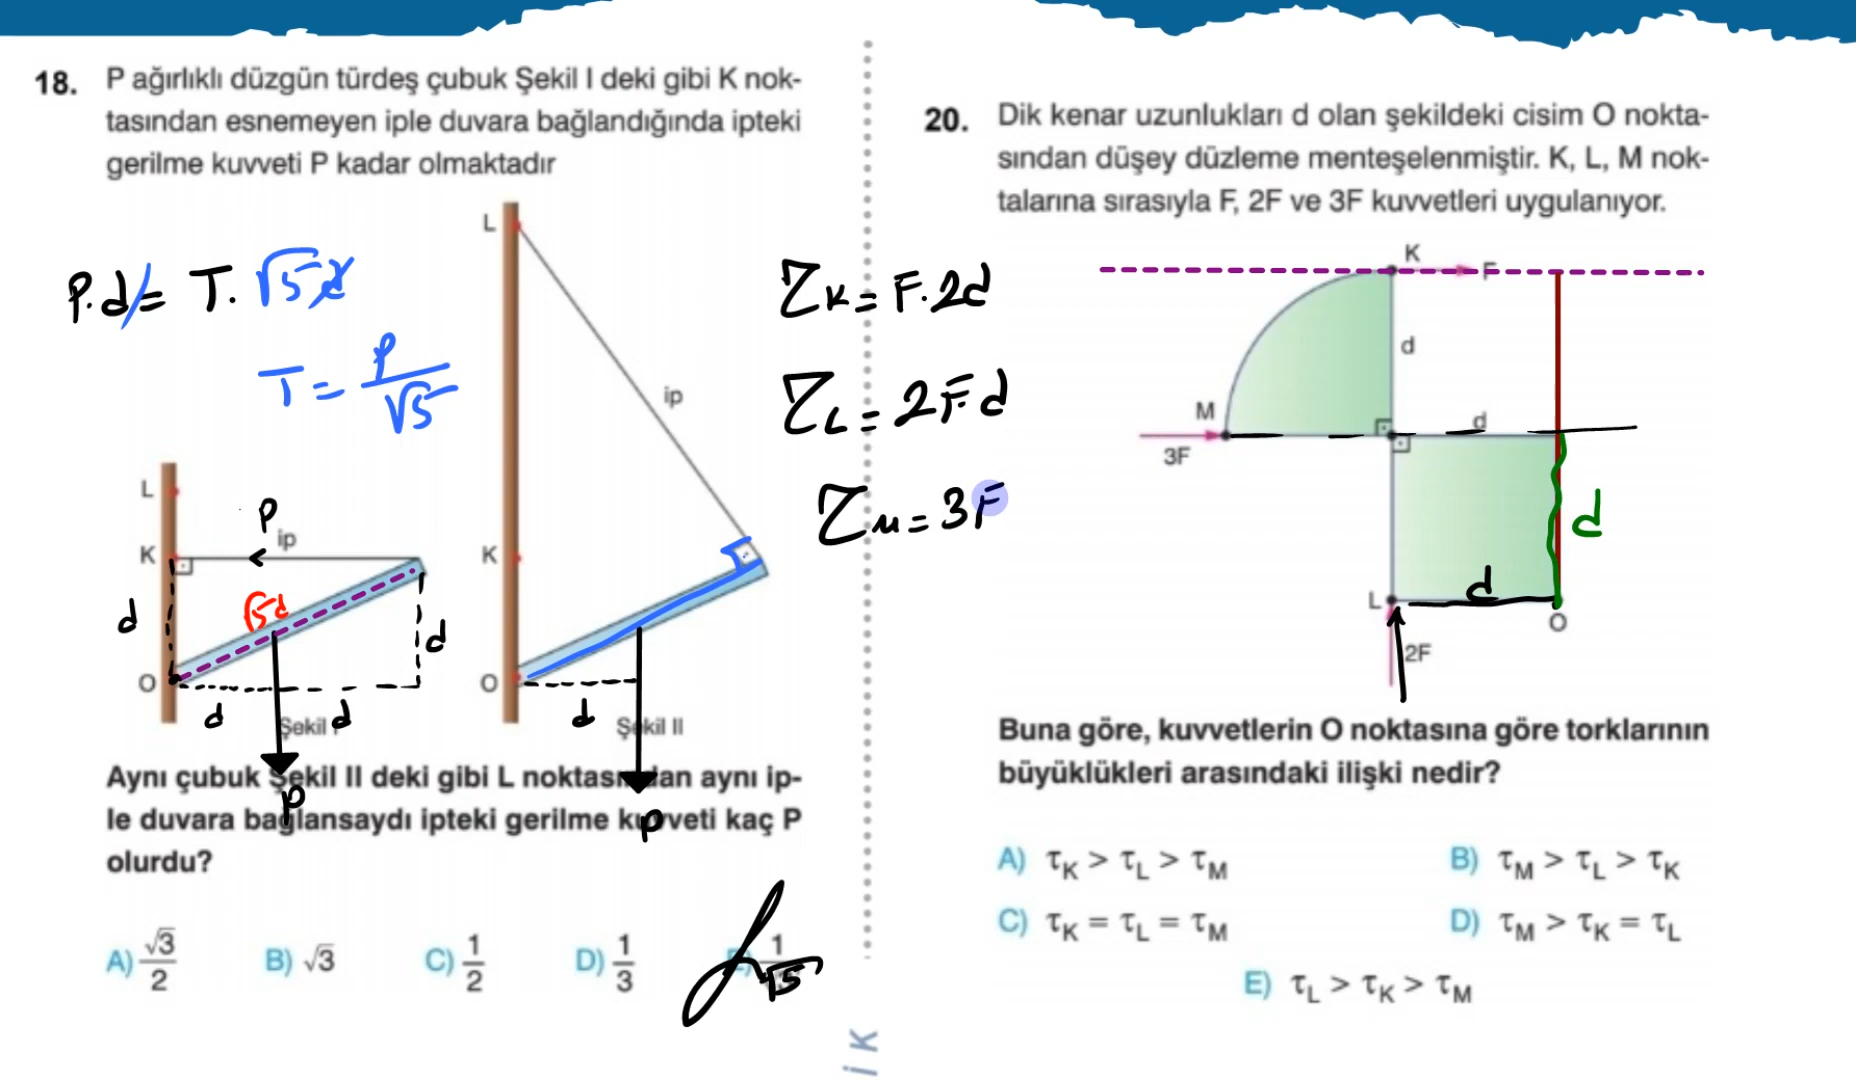 18. P ağırlıklı düzgün türdeş çubuk Şekil I deki gibi K nok-
tasından esnemeyen iple duvara bağlandığında ipteki
gerilme kuvveti P kadar olmaktadır
P.d = T.√5d
T = P/√5
L
P
ip
K
d
√5d
d
O
d
d
Şekil
P
L
ip
K
O
d
Şekil II
P
Aynı çubuk Şekil II deki gibi L noktasından aynı ip-
le duvara bağlansaydı ipteki gerilme kuvveti kaç P
olurdu?
A) √3/2 B) √3 C) 1/2 D) 1/3 1/√5
20. Dik kenar uzunlukları d olan şekildeki cisim O nokta-
sından düşey düzleme menteşelenmiştir. K, L, M nok-
talarına sırasıyla F, 2F ve 3F kuvvetleri uygulanıyor.
τK = F.2d
τL = 2F.d
τM = 3F
K
F
d
M
d
3F
d
d
L
O
2F
Buna göre, kuvvetlerin O noktasına göre torklarının
büyüklükleri arasındaki ilişki nedir?
A) τK > τL > τM B) τM > τL > τK
C) τK = τL = τM D) τM > τK = τL
E) τL > τK > τM
İ K